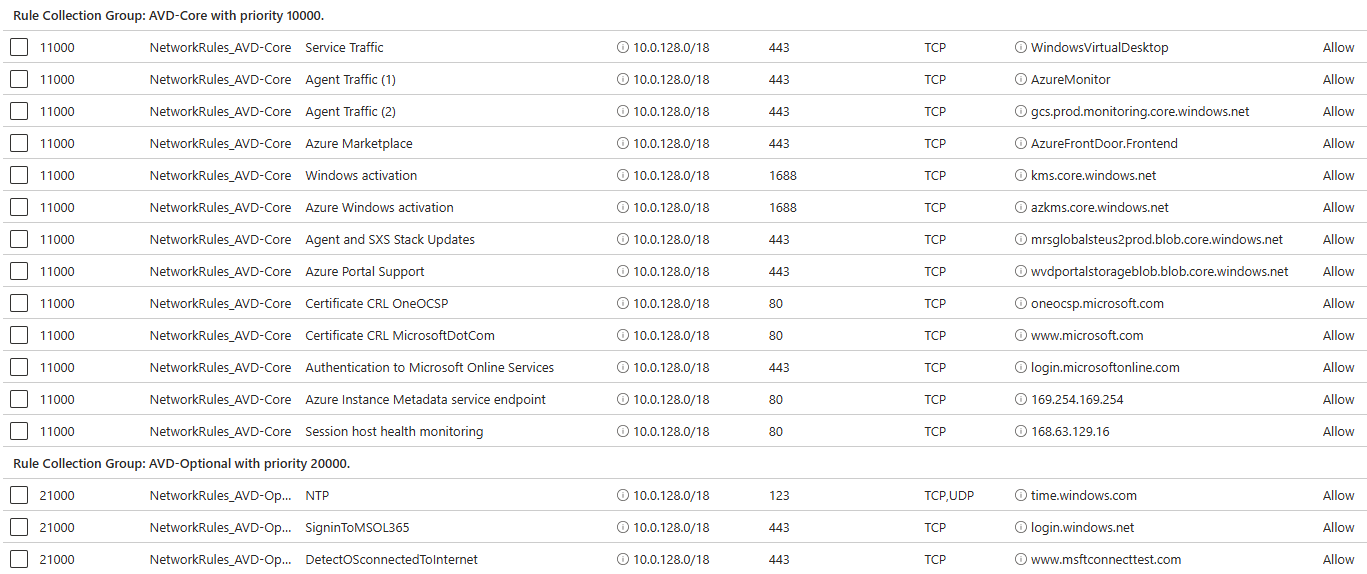 Rule Collection Group: AVD-Core with priority 10000.
11000 NetworkRules_AVD-Core Service Traffic 10.0.128.0/18 443 TCP WindowsVirtualDesktop Allow
11000 NetworkRules_AVD-Core Agent Traffic (1) 10.0.128.0/18 443 TCP AzureMonitor Allow
11000 NetworkRules_AVD-Core Agent Traffic (2) 10.0.128.0/18 443 TCP gcs.prod.monitoring.core.windows.net Allow
11000 NetworkRules_AVD-Core Azure Marketplace 10.0.128.0/18 443 TCP AzureFrontDoor.Frontend Allow
11000 NetworkRules_AVD-Core Windows activation 10.0.128.0/18 1688 TCP kms.core.windows.net Allow
11000 NetworkRules_AVD-Core Azure Windows activation 10.0.128.0/18 1688 TCP azkms.core.windows.net Allow
11000 NetworkRules_AVD-Core Agent and SXS Stack Updates 10.0.128.0/18 443 TCP mrsglobalsteus2prod.blob.core.windows.net Allow
11000 NetworkRules_AVD-Core Azure Portal Support 10.0.128.0/18 443 TCP wvdportalstorageblob.blob.core.windows.net Allow
11000 NetworkRules_AVD-Core Certificate CRL OneOCSP 10.0.128.0/18 80 TCP oneocsp.microsoft.com Allow
11000 NetworkRules_AVD-Core Certificate CRL MicrosoftDotCom 10.0.128.0/18 80 TCP www.microsoft.com Allow
11000 NetworkRules_AVD-Core Authentication to Microsoft Online Services 10.0.128.0/18 443 TCP login.microsoftonline.com Allow
11000 NetworkRules_AVD-Core Azure Instance Metadata service endpoint 10.0.128.0/18 80 TCP 169.254.169.254 Allow
11000 NetworkRules_AVD-Core Session host health monitoring 10.0.128.0/18 80 TCP 168.63.129.16 Allow
Rule Collection Group: AVD-Optional with priority 20000.
21000 NetworkRules_AVD-Op... NTP 10.0.128.0/18 123 TCP,UDP time.windows.com Allow
21000 NetworkRules_AVD-Op... SigninToMSOL365 10.0.128.0/18 443 TCP login.windows.net Allow
21000 NetworkRules_AVD-Op... DetectOSconnectedToInternet 10.0.128.0/18 443 TCP www.msftconnecttest.com Allow